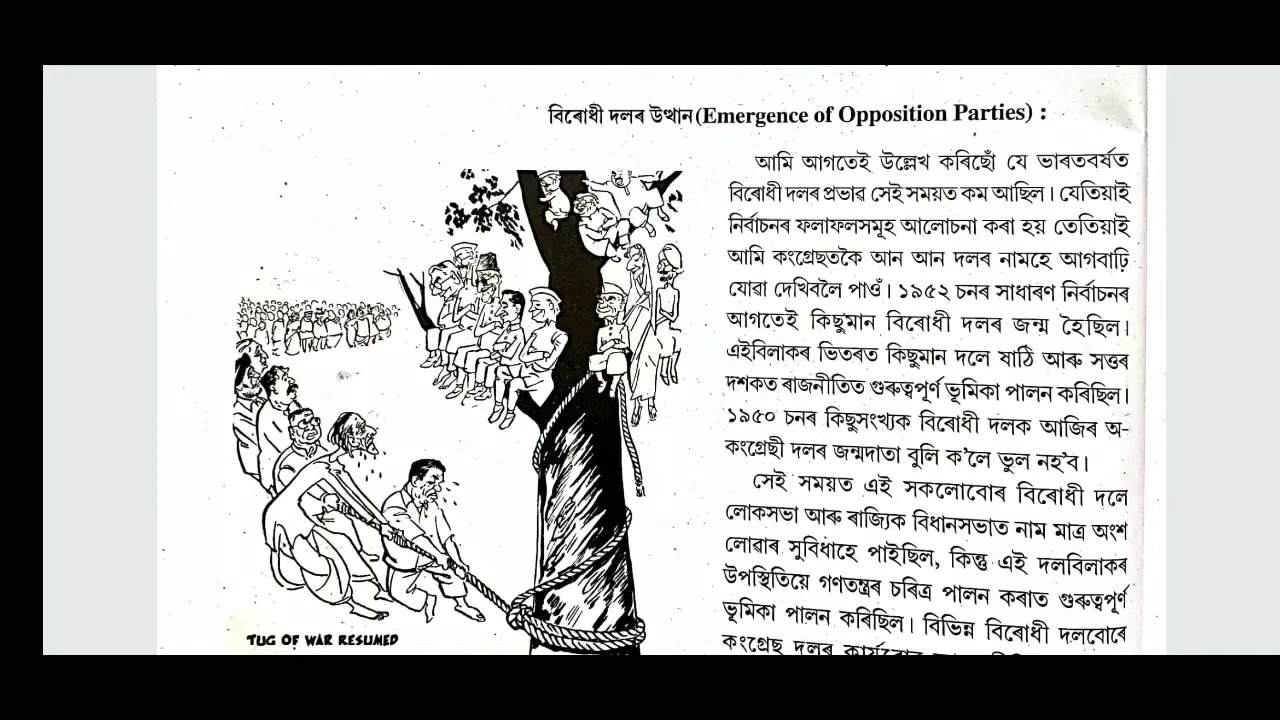 বিৰোধী দলৰ উত্থান (Emergence of Opposition Parties) :
আমি আগতেই উল্লেখ কৰিছোঁ যে ভাৰতবৰ্ষত
বিৰোধী দলৰ প্ৰভাৱ সেই সময়ত কম আছিল। যেতিয়াই
নিৰ্বাচনৰ ফলাফলসমূহ আলোচনা কৰা হয় তেতিয়াই
আমি কংগ্ৰেছতকৈ আন আন দলৰ নামহে আগবাঢ়ি
যোৱা দেখিবলৈ পাওঁ। ১৯৫২ চনৰ সাধাৰণ নিৰ্বাচনৰ
আগতেই কিছুমান বিৰোধী দলৰ জন্ম হৈছিল।
এইবিলাকৰ ভিতৰত কিছুমান দলে ষাঠি আৰু সত্তৰ
দশকত ৰাজনীতিত গুৰুত্বপূৰ্ণ ভূমিকা পালন কৰিছিল।
১৯৫০ চনৰ কিছুসংখ্যক বিৰোধী দলক আজিৰ অ-
কংগ্ৰেছী দলৰ জন্মদাতা বুলি ক'লে ভুল নহ'ব।
সেই সময়ত এই সকলোবোৰ বিৰোধী দলে
লোকসভা আৰু ৰাজ্যিক বিধানসভাত নাম মাত্ৰ অংশ
লোৱাৰ সুবিধাহে পাইছিল, কিন্তু এই দলবিলাকৰ
উপস্থিতিয়ে গণতন্ত্ৰৰ চৰিত্ৰ পালন কৰাত গুৰুত্বপূৰ্ণ
ভূমিকা পালন কৰিছিল। বিভিন্ন বিৰোধী দলবোৰে
কংগ্ৰেছ দলৰ
TUG OF WAR RESUMED